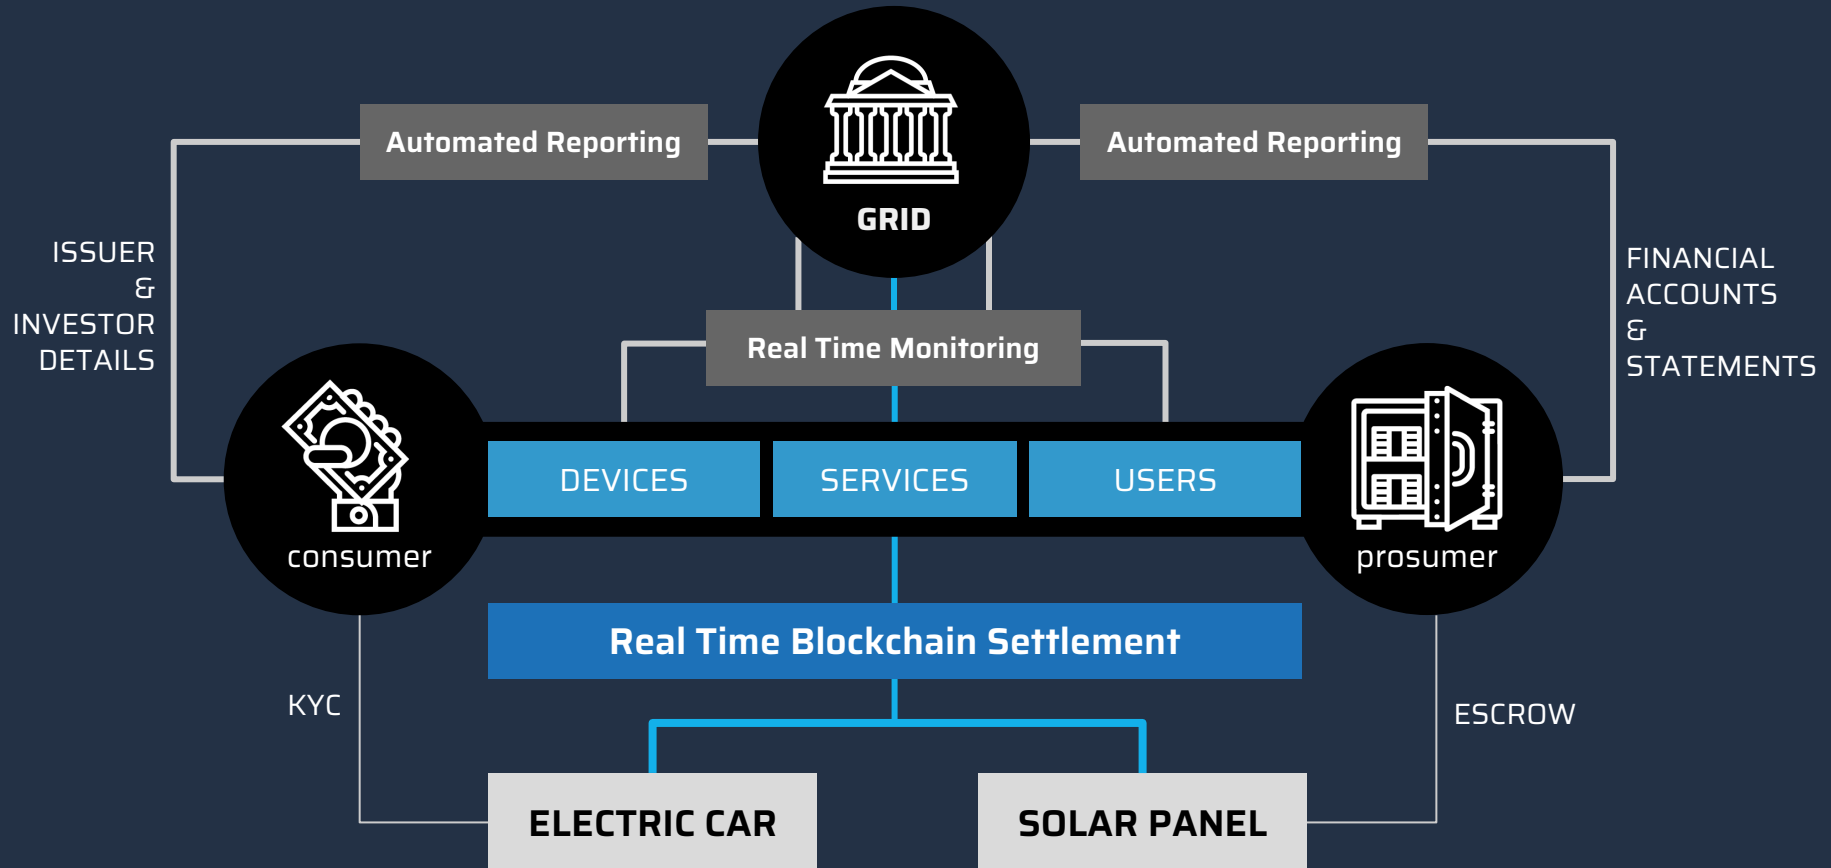 Automated Reporting
Automated Reporting
GRID
ISSUER
&
INVESTOR
DETAILS
FINANCIAL
ACCOUNTS
&
STATEMENTS
Real Time Monitoring
DEVICES
SERVICES
USERS
consumer
prosumer
Real Time Blockchain Settlement
KYC
ESCROW
ELECTRIC CAR
SOLAR PANEL